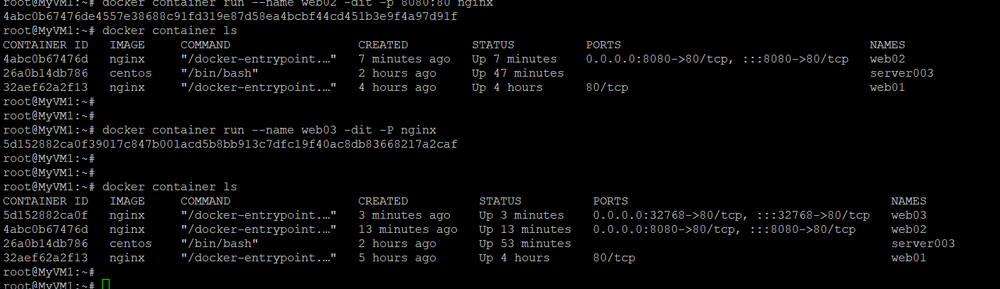 docker container run --name web02 -dit -p 8080:80 nginx
4abc0b67476de4557e38688c91fd319e87d58ea4bcbf44cd451b3e9f4a97d91f
root@MyVM1:~# docker container ls
CONTAINER ID   IMAGE     COMMAND                  CREATED         STATUS          PORTS                                   NAMES
4abc0b67476d   nginx     "/docker-entrypoint.…"   7 minutes ago   Up 7 minutes    0.0.0.0:8080->80/tcp, :::8080->80/tcp   web02
26a0b14db786   centos    "/bin/bash"              2 hours ago     Up 47 minutes                                           server003
32aef62a2f13   nginx     "/docker-entrypoint.…"   4 hours ago     Up 4 hours      80/tcp                                  web01
root@MyVM1:~#
root@MyVM1:~#
root@MyVM1:~# docker container run --name web03 -dit -P nginx
5d152882ca0f39017c847b001acd5b8bb913c7dfc19f40ac8db83668217a2caf
root@MyVM1:~#
root@MyVM1:~#
root@MyVM1:~# docker container ls
CONTAINER ID   IMAGE     COMMAND                  CREATED          STATUS          PORTS                                     NAMES
5d152882ca0f   nginx     "/docker-entrypoint.…"   3 minutes ago    Up 3 minutes    0.0.0.0:32768->80/tcp, :::32768->80/tcp   web03
4abc0b67476d   nginx     "/docker-entrypoint.…"   13 minutes ago   Up 13 minutes   0.0.0.0:8080->80/tcp, :::8080->80/tcp     web02
26a0b14db786   centos    "/bin/bash"              2 hours ago      Up 53 minutes                                             server003
32aef62a2f13   nginx     "/docker-entrypoint.…"   5 hours ago      Up 4 hours      80/tcp                                    web01
root@MyVM1:~#
root@MyVM1:~#